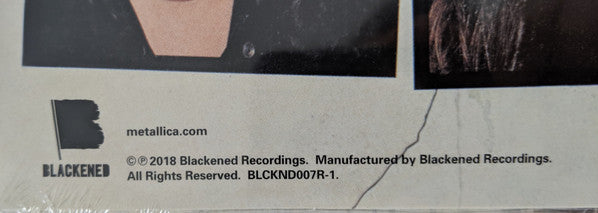 metallica.com
BLACKENED
©℗ 2018 Blackened Recordings. Manufactured by Blackened Recordings.
All Rights Reserved. BLCKND007R-1.